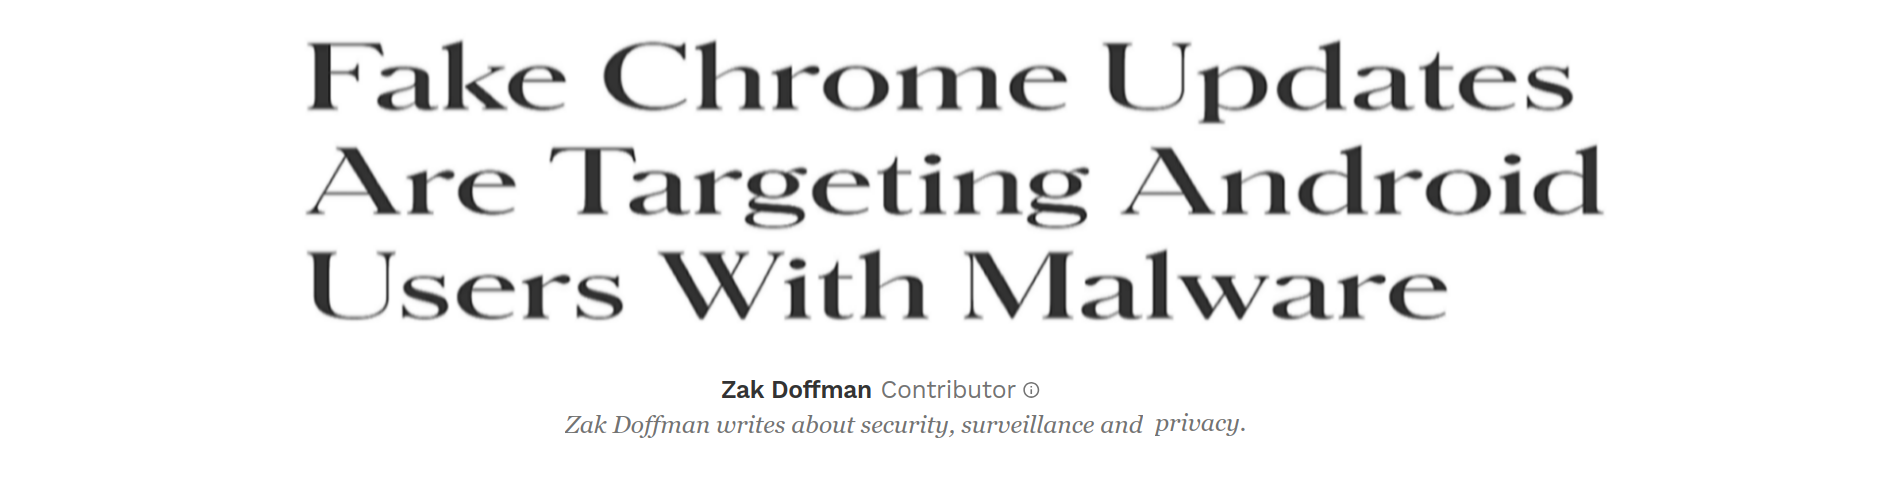 Fake Chrome Updates
Are Targeting Android
Users With Malware
Zak Doffman Contributor
Zak Doffman writes about security, surveillance and privacy.